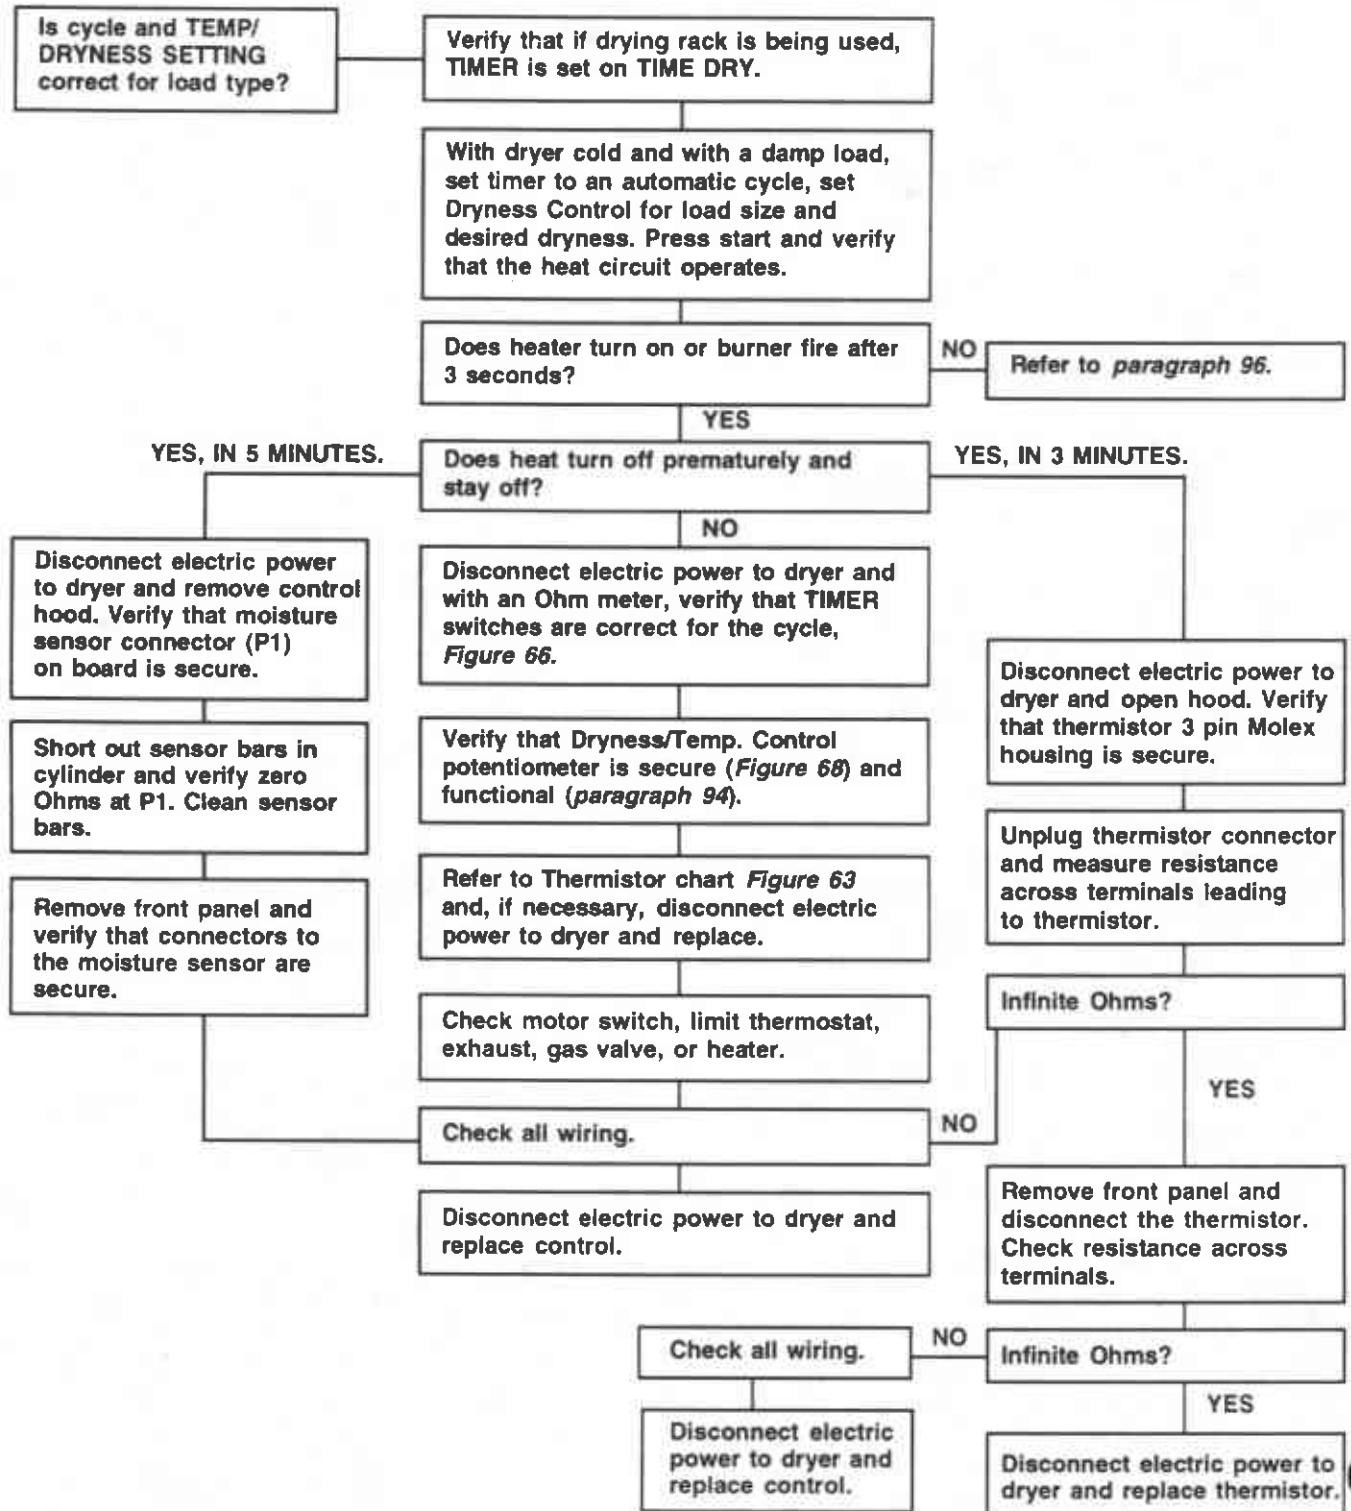 Is cycle and TEMP/
DRYNESS SETTING
correct for load type?
Verify that if drying rack is being used,
TIMER is set on TIME DRY.
With dryer cold and with a damp load,
set timer to an automatic cycle, set
Dryness Control for load size and
desired dryness. Press start and verify
that the heat circuit operates.
Does heater turn on or burner fire after
3 seconds?
NO
Refer to paragraph 96.
YES
YES, IN 5 MINUTES.
Does heat turn off prematurely and
stay off?
YES, IN 3 MINUTES.
NO
Disconnect electric power
to dryer and remove control
hood. Verify that moisture
sensor connector (P1)
on board is secure.
Short out sensor bars in
cylinder and verify zero
Ohms at P1. Clean sensor
bars.
Remove front panel and
verify that connectors to
the moisture sensor are
secure.
Disconnect electric power to dryer and
with an Ohm meter, verify that TIMER
switches are correct for the cycle,
Figure 66.
Verify that Dryness/Temp. Control
potentiometer is secure (Figure 68) and
functional (paragraph 94).
Refer to Thermistor chart Figure 63
and, if necessary, disconnect electric
power to dryer and replace.
Check motor switch, limit thermostat,
exhaust, gas valve, or heater.
Check all wiring.
Disconnect electric power to dryer and
replace control.
Disconnect electric power to
dryer and open hood. Verify
that thermistor 3 pin Molex
housing is secure.
Unplug thermistor connector
and measure resistance
across terminals leading
to thermistor.
Infinite Ohms?
NO
YES
Remove front panel and
disconnect the thermistor.
Check resistance across
terminals.
Infinite Ohms?
NO
Check all wiring.
Disconnect electric
power to dryer and
replace control.
YES
Disconnect electric power to
dryer and replace thermistor.